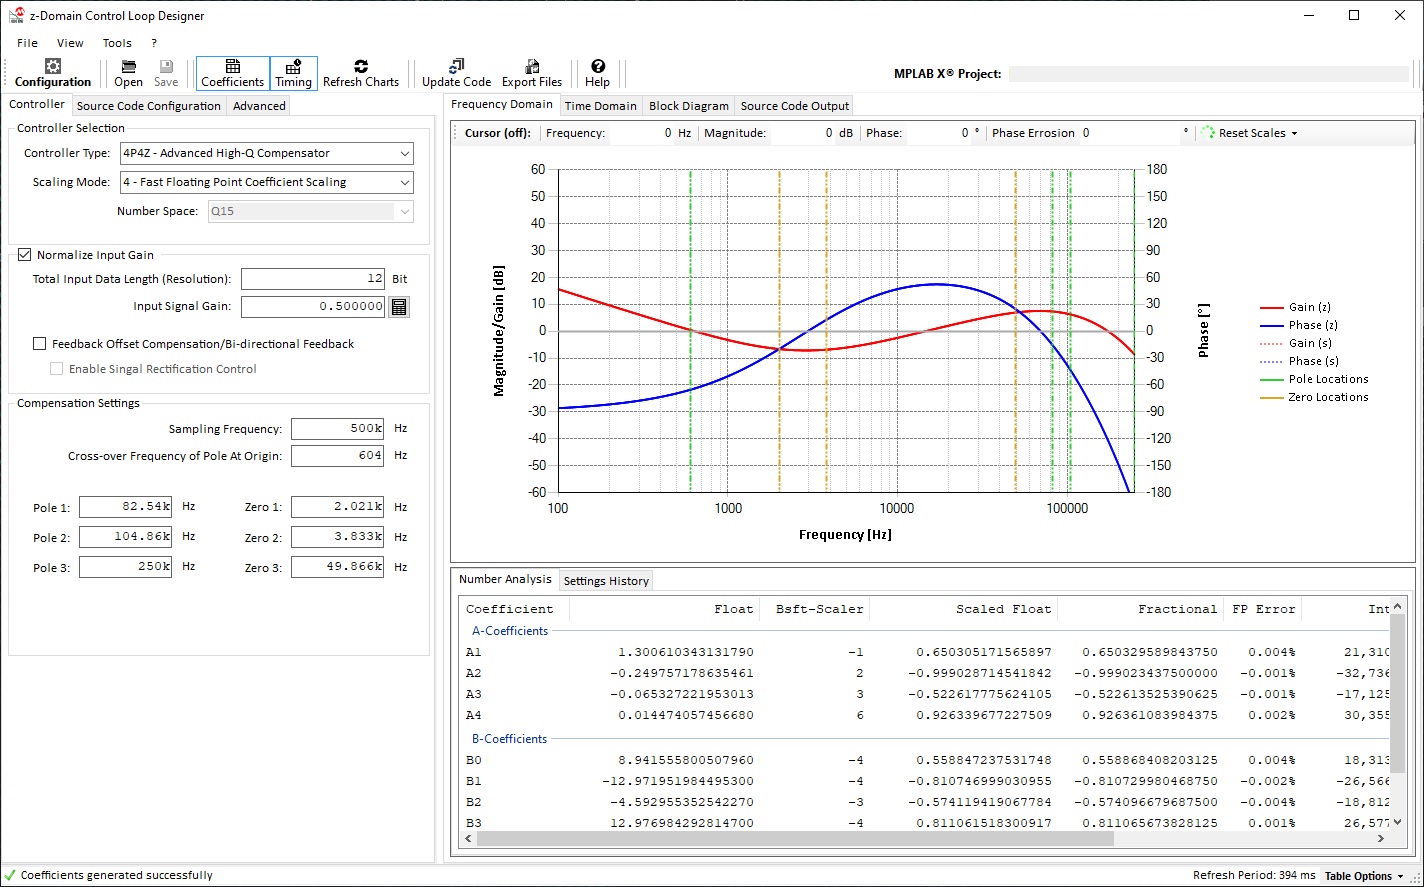 z-Domain Control Loop Designer
File View Tools ?
Configuration Open Save Coefficients Timing Refresh Charts Update Code Export Files Help MPLAB X® Project:
Controller Source Code Configuration Advanced
Controller Selection
Controller Type: 4P4Z - Advanced High-Q Compensator
Scaling Mode: 4 - Fast Floating Point Coefficient Scaling
Number Space: Q15
Normalize Input Gain
Total Input Data Length (Resolution): 12 Bit
Input Signal Gain: 0.500000
Feedback Offset Compensation/Bi-directional Feedback
Enable Singal Rectification Control
Compensation Settings
Sampling Frequency: 500k Hz
Cross-over Frequency of Pole At Origin: 604 Hz
Pole 1: 82.54k Hz Zero 1: 2.021k Hz
Pole 2: 104.86k Hz Zero 2: 3.833k Hz
Pole 3: 250k Hz Zero 3: 49.866k Hz
Frequency Domain Time Domain Block Diagram Source Code Output
Cursor (off): Frequency: 0 Hz Magnitude: 0 dB Phase: 0 ° Phase Errosion 0 ° Reset Scales
60 180
50 150
40 120
30 90
20 60
10 30
0 0
-10 -30
-20 -60
-30 -90
-40 -120
-50 -150
-60 -180
Magnitude/Gain [dB]
Phase [°]
100 1000 10000 100000
Frequency [Hz]
Gain (z)
Phase (z)
Gain (s)
Phase (s)
Pole Locations
Zero Locations
Number Analysis Settings History
Coefficient Float Bsft-Scaler Scaled Float Fractional FP Error Int
A-Coefficients
A1 1.300610343131790 -1 0.650305171565897 0.650329589843750 0.004% 21,310
A2 -0.249757178635461 2 -0.999028714541842 -0.999023437500000 -0.001% -32,736
A3 -0.065327221953013 3 -0.522617775624105 -0.522613525390625 -0.001% -17,125
A4 0.014474057456680 6 0.926339677227509 0.926361083984375 0.002% 30,355
B-Coefficients
B0 8.941555800507960 -4 0.558847237531748 0.558868408203125 0.004% 18,313
B1 -12.971951984495300 -4 -0.810746999030955 -0.810729980468750 -0.002% -26,566
B2 -4.592955352542270 -3 -0.574119419067784 -0.574096679687500 -0.004% -18,812
B3 12.976984292814700 -4 0.811061518300917 0.811065673828125 0.001% 26,577
Coefficients generated successfully Refresh Period: 394 ms Table Options